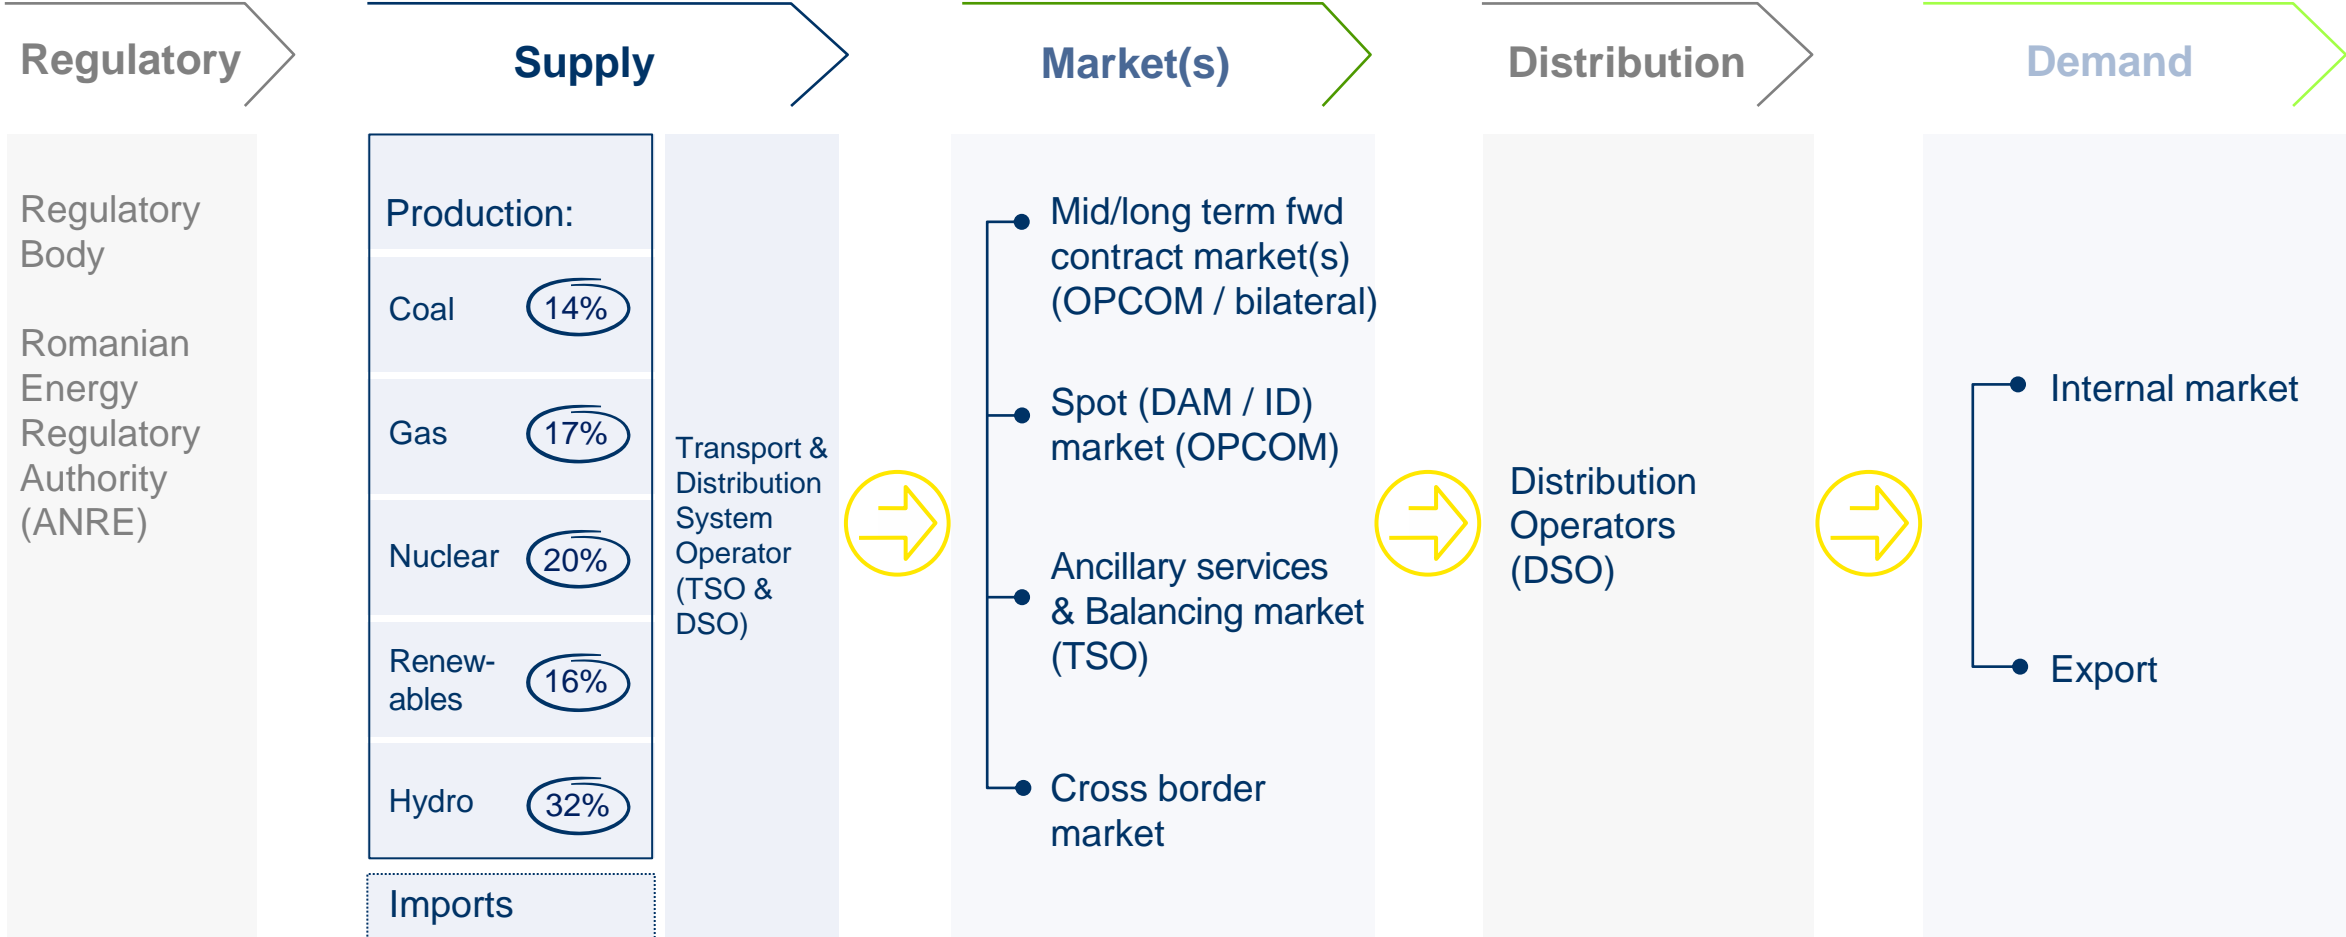 Regulatory
Supply
Market(s)
Distribution
Demand
Regulatory
Body
Romanian
Energy
Regulatory
Authority
(ANRE)
Production:
Coal
14%
Gas
17%
Nuclear
20%
Renew-
ables
16%
Hydro
32%
Imports
Transport &
Distribution
System
Operator
(TSO &
DSO)
Mid/long term fwd
contract market(s)
(OPCOM / bilateral)
Spot (DAM / ID)
market (OPCOM)
Ancillary services
& Balancing market
(TSO)
Cross border
market
Distribution
Operators
(DSO)
Internal market
Export